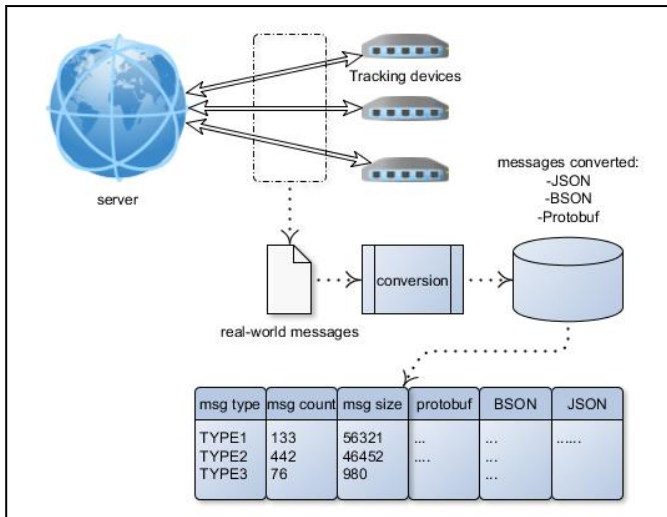 Tracking devices
server
messages converted:
-JSON
-BSON
-Protobuf
conversion
real-world messages
msg type msg count msg size protobuf BSON JSON
TYPE1 133 56321 ... ... ......
TYPE2 442 46452 .... ...
TYPE3 76 980 ...